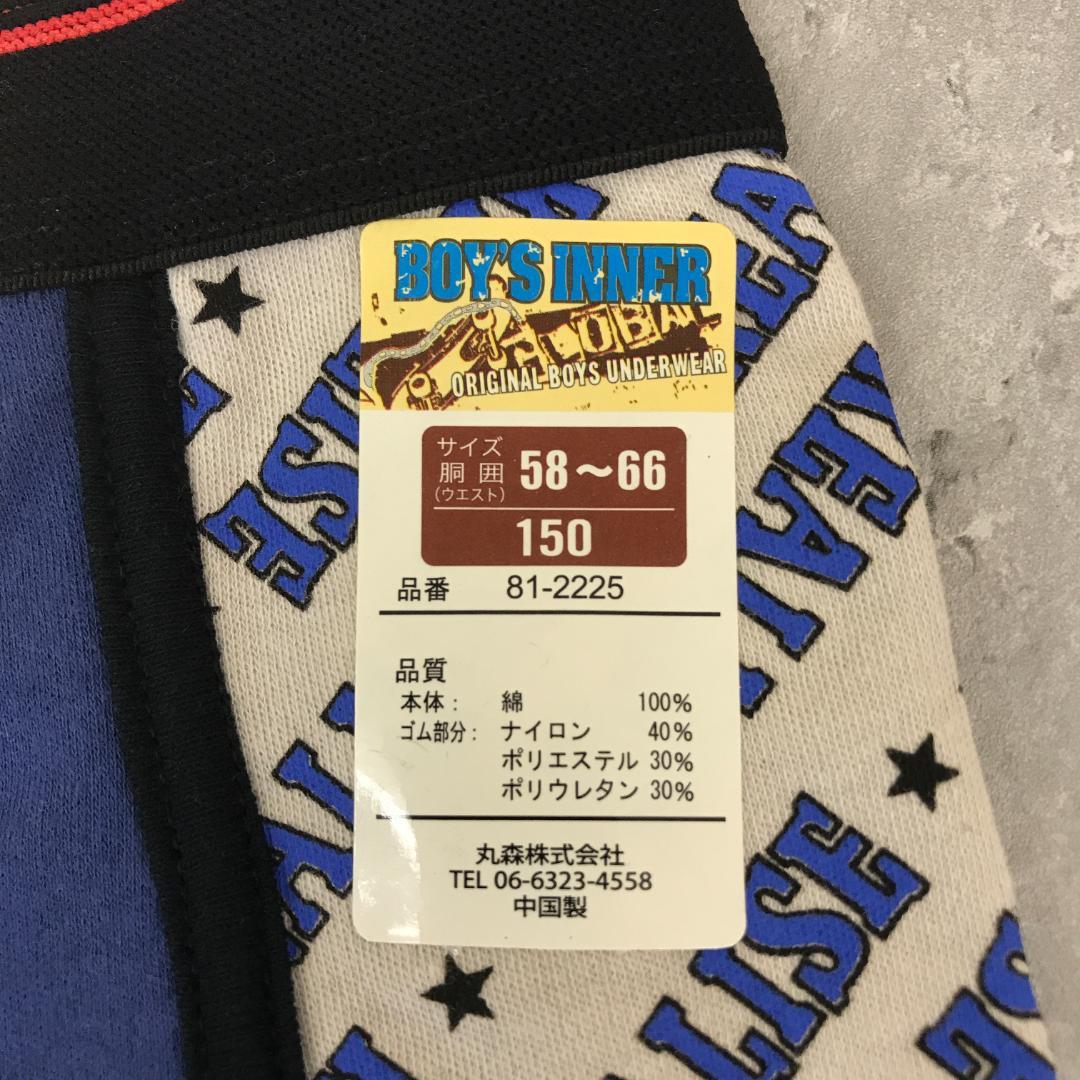 BOY'S INNER
GLOBAL
ORIGINAL BOYS UNDERWEAR
サイズ
胴囲
(ウエスト)
58～66
150
品番 81-2225
品質
本体： 綿 100%
ゴム部分： ナイロン 40%
ポリエステル 30%
ポリウレタン 30%
丸森株式会社
TEL 06-6323-4558
中国製